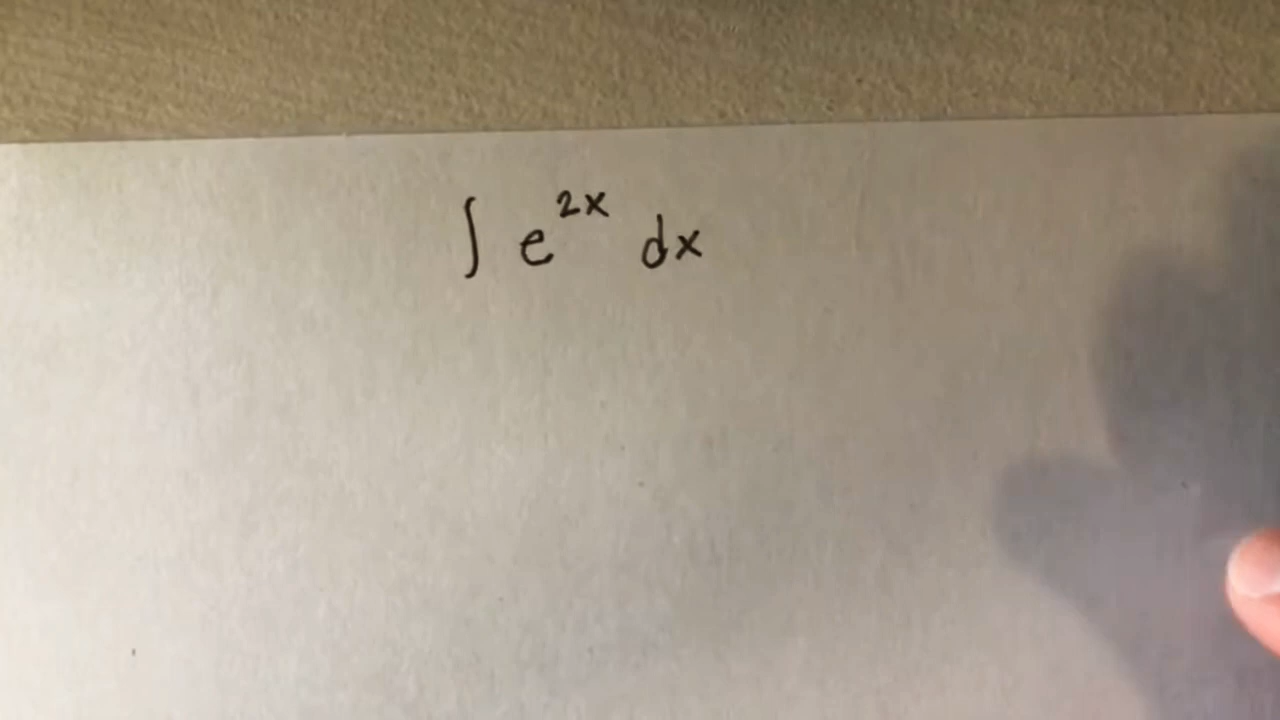 ∫ e^{2x} dx